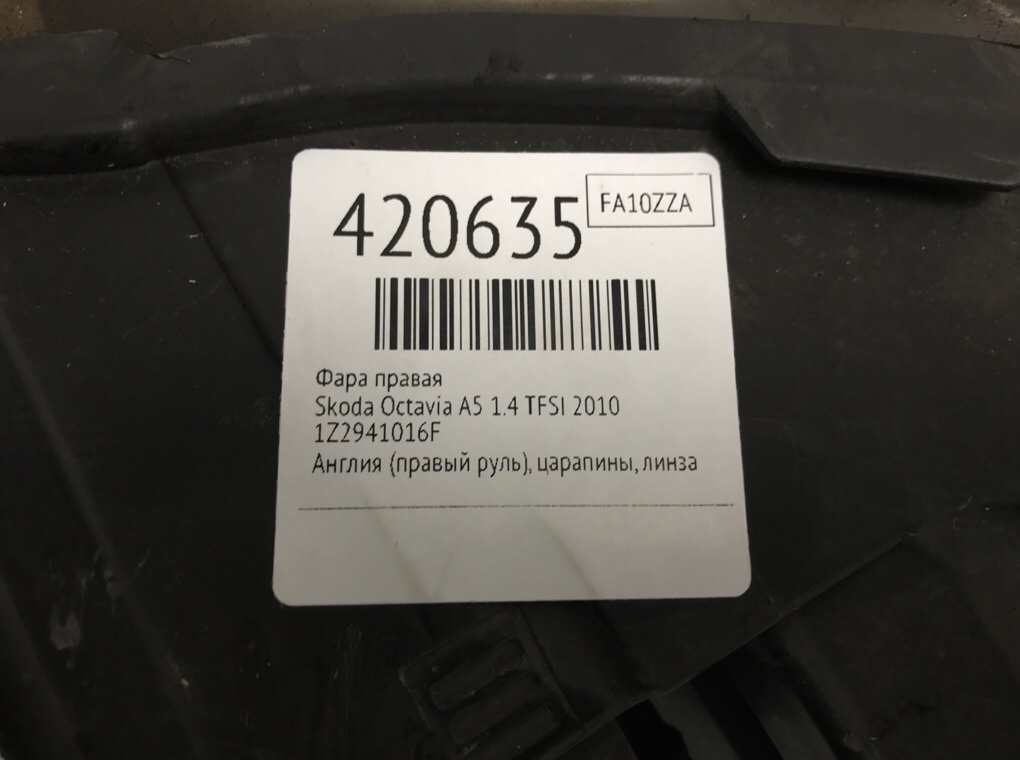 420635
FA10ZZA
Фара правая
Skoda Octavia A5 1.4 TFSI 2010
1Z2941016F
Англия (правый руль), царапины, линза